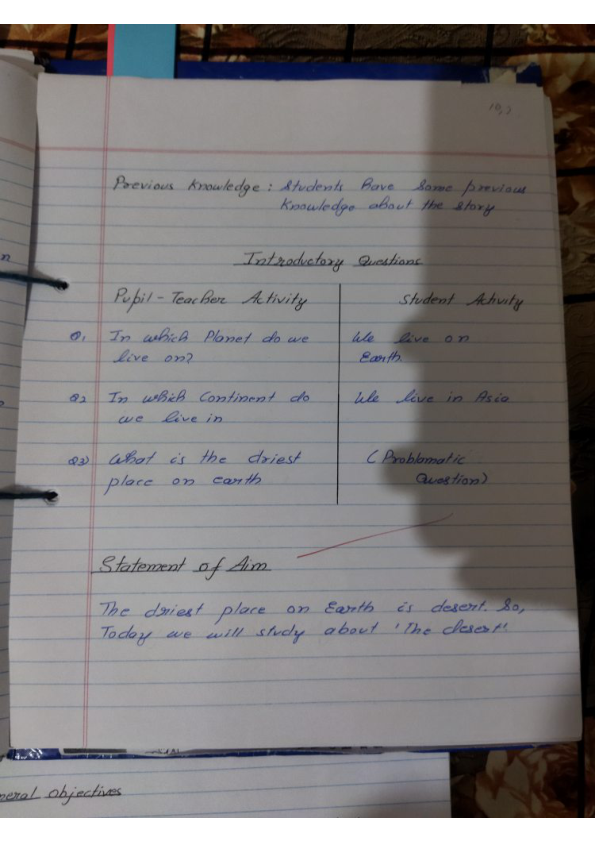 Previous Knowledge : Students have some previous
Knowledge about the story
Introductory Questions
Pupil-Teacher Activity
Student Activity
Q1 In which Planet do we
live on?
We live on
Earth.
Q2 In which Continent do
we live in
We live in Asia
Q3) What is the driest
place on earth
(Problamatic
Question)
Statement of Aim
The driest place on Earth is desert. So,
Today we will study about 'The desert'.
neral objectives